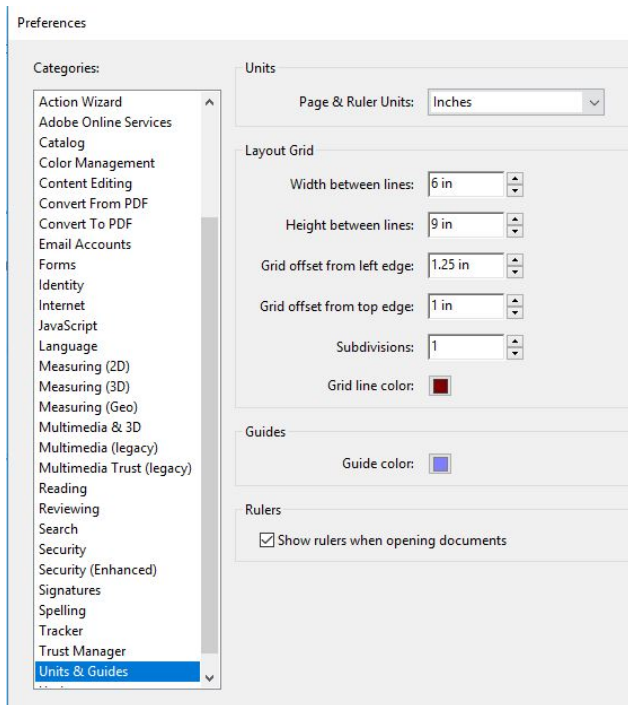 Preferences
Categories:
Action Wizard
Adobe Online Services
Catalog
Color Management
Content Editing
Convert From PDF
Convert To PDF
Email Accounts
Forms
Identity
Internet
JavaScript
Language
Measuring (2D)
Measuring (3D)
Measuring (Geo)
Multimedia & 3D
Multimedia (legacy)
Multimedia Trust (legacy)
Reading
Reviewing
Search
Security
Security (Enhanced)
Signatures
Spelling
Tracker
Trust Manager
Units & Guides
Units
Page & Ruler Units: Inches
Layout Grid
Width between lines: 6 in
Height between lines: 9 in
Grid offset from left edge: 1.25 in
Grid offset from top edge: 1 in
Subdivisions: 1
Grid line color:
Guides
Guide color:
Rulers
Show rulers when opening documents